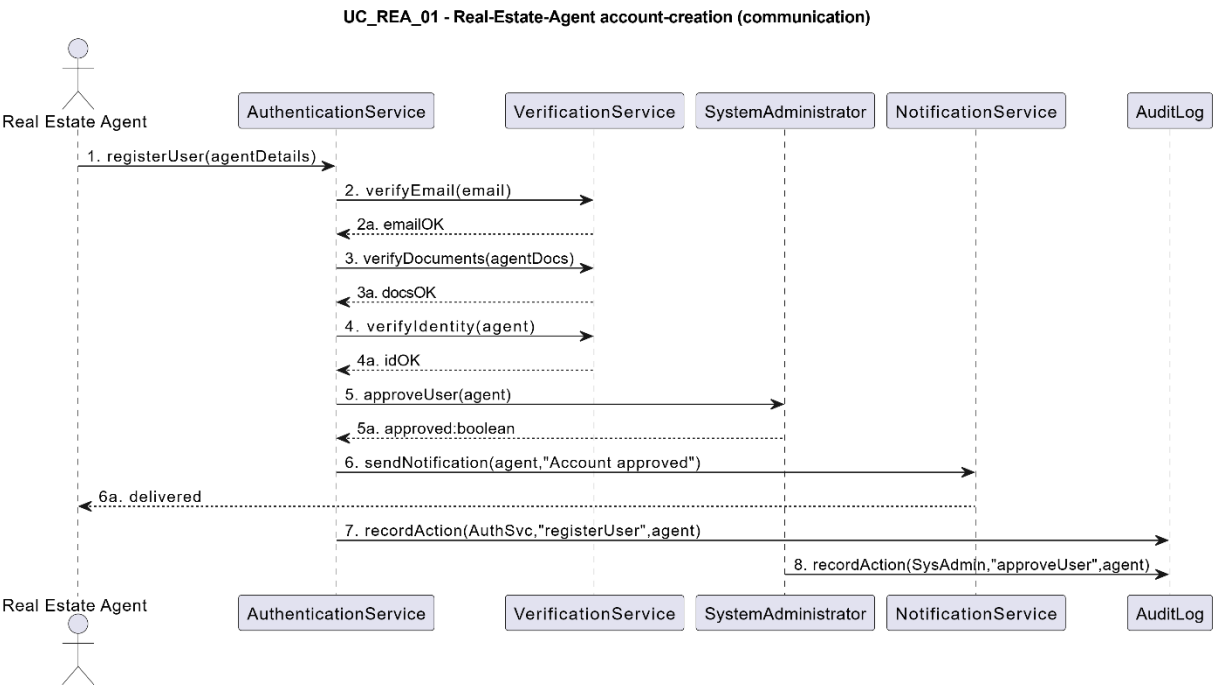 UC_REA_01 - Real-Estate-Agent account-creation (communication)
Real Estate Agent
AuthenticationService
VerificationService
SystemAdministrator
NotificationService
AuditLog
1. registerUser(agentDetails)
2. verifyEmail(email)
2a. emailOK
3. verifyDocuments(agentDocs)
3a. docsOK
4. verifyIdentity(agent)
4a. idOK
5. approveUser(agent)
5a. approved:boolean
6. sendNotification(agent,"Account approved")
6a. delivered
7. recordAction(AuthSvc,"registerUser",agent)
8. recordAction(SysAdmin,"approveUser",agent)
Real Estate Agent
AuthenticationService
VerificationService
SystemAdministrator
NotificationService
AuditLog